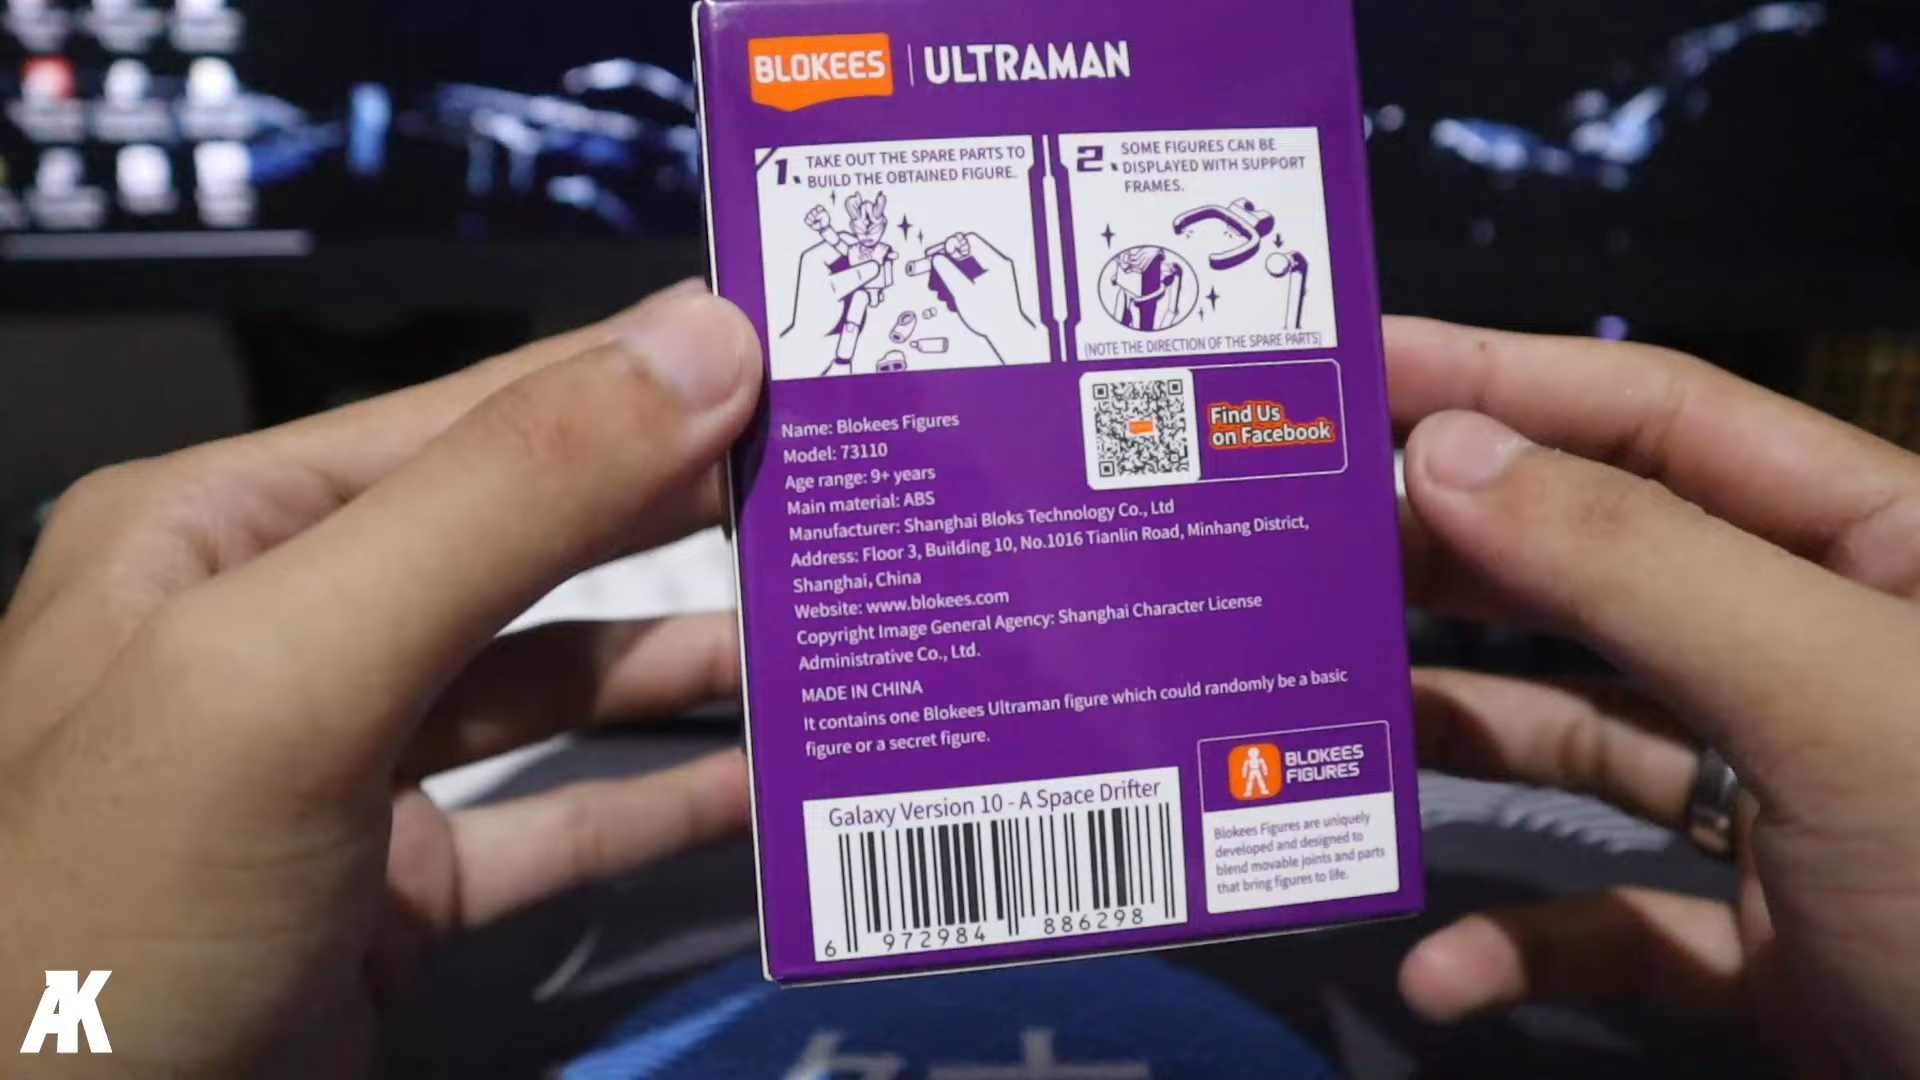 BLOKEES | ULTRAMAN
1. TAKE OUT THE SPARE PARTS TO
BUILD THE OBTAINED FIGURE.
2. SOME FIGURES CAN BE
DISPLAYED WITH SUPPORT
FRAMES.
(NOTE THE DIRECTION OF THE SPARE PARTS)
Find Us
on Facebook
Name: Blokees Figures
Model: 73110
Age range: 9+ years
Main material: ABS
Manufacturer: Shanghai Bloks Technology Co., Ltd
Address: Floor 3, Building 10, No.1016 Tianlin Road, Minhang District,
Shanghai, China
Website: www.blokees.com
Copyright Image General Agency: Shanghai Character License
Administrative Co., Ltd.
MADE IN CHINA
It contains one Blokees Ultraman figure which could randomly be a basic
figure or a secret figure.
Galaxy Version 10 - A Space Drifter
6 972984 886298
BLOKEES
FIGURES
Blokees Figures are uniquely
developed and designed to
blend movable joints and parts
that bring figures to life.
AK